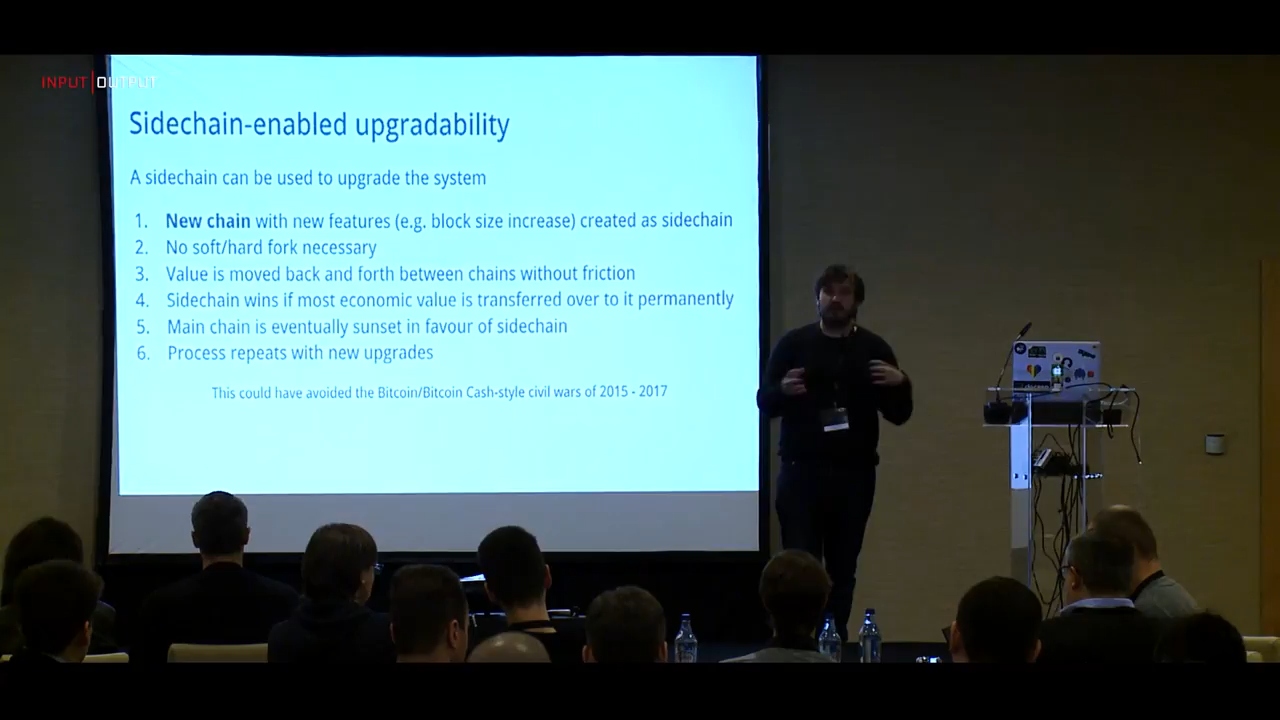 INPUT|OUTPUT
Sidechain-enabled upgradability
A sidechain can be used to upgrade the system
1. New chain with new features (e.g. block size increase) created as sidechain
2. No soft/hard fork necessary
3. Value is moved back and forth between chains without friction
4. Sidechain wins if most economic value is transferred over to it permanently
5. Main chain is eventually sunset in favour of sidechain
6. Process repeats with new upgrades
This could have avoided the Bitcoin/Bitcoin Cash-style civil wars of 2015 - 2017